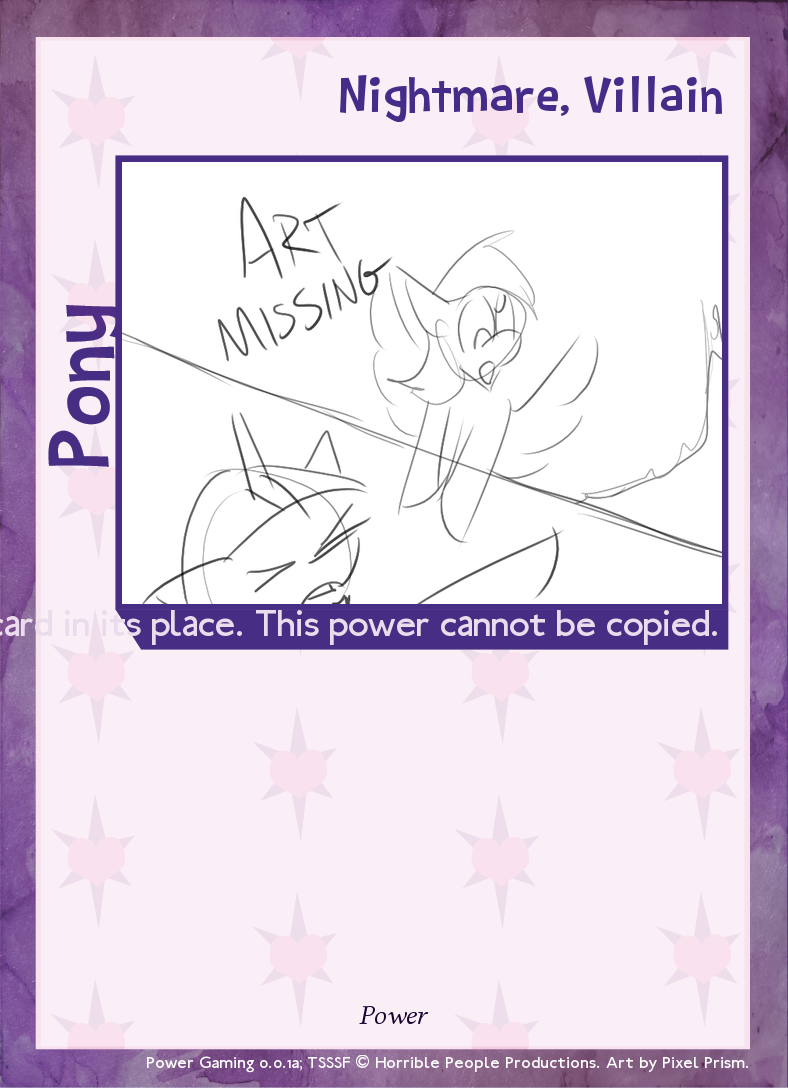 Nightmare, Villain
ART
MISSING
Pony
card in its place. This power cannot be copied.
Power
Power Gaming 0.0.1a; TSSSF © Horrible People Productions. Art by Pixel Prism.